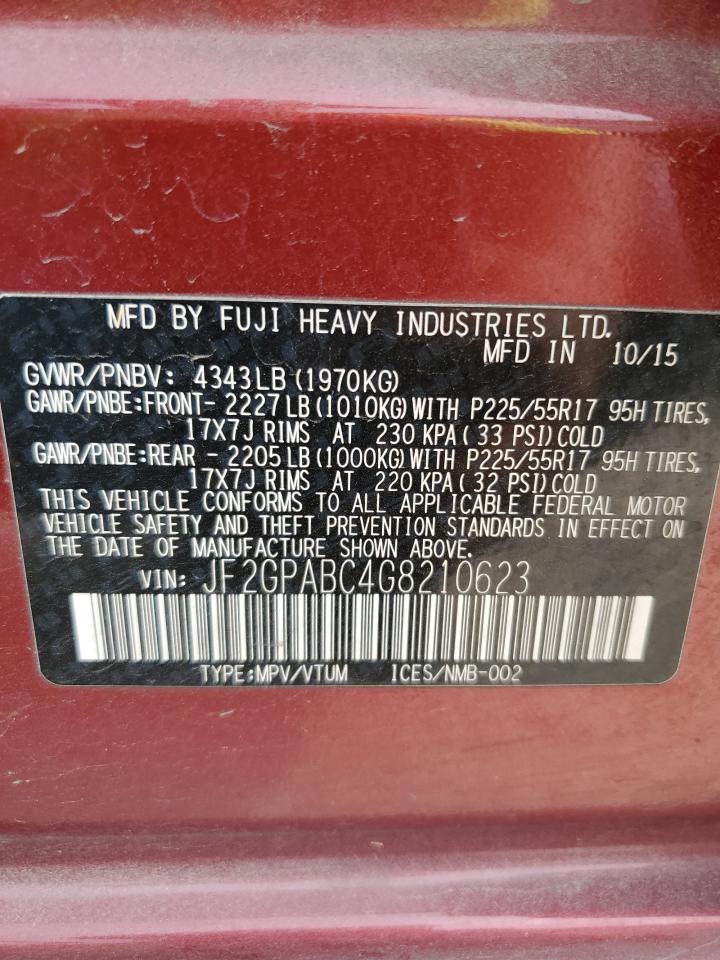 MFD BY FUJI HEAVY INDUSTRIES LTD.
MFD IN 10/15
GVWR/PNBV: 4343LB (1970KG)
GAWR/PNBE:FRONT- 2227LB (1010KG) WITH P225/55R17 95H TIRES,
17X7J RIMS AT 230 KPA( 33 PSI) COLD
GAWR/PNBE:REAR - 2205LB (1000KG) WITH P225/55R17 95H TIRES,
17X7J RIMS AT 220 KPA( 32 PSI) COLD
THIS VEHICLE CONFORMS TO ALL APPLICABLE FEDERAL MOTOR
VEHICLE SAFETY AND THEFT PREVENTION STANDARDS IN EFFECT ON
THE DATE OF MANUFACTURE SHOWN ABOVE.
VIN: JF2GPABC4G8210623
TYPE:MPV/VTUM ICES/NMB-002